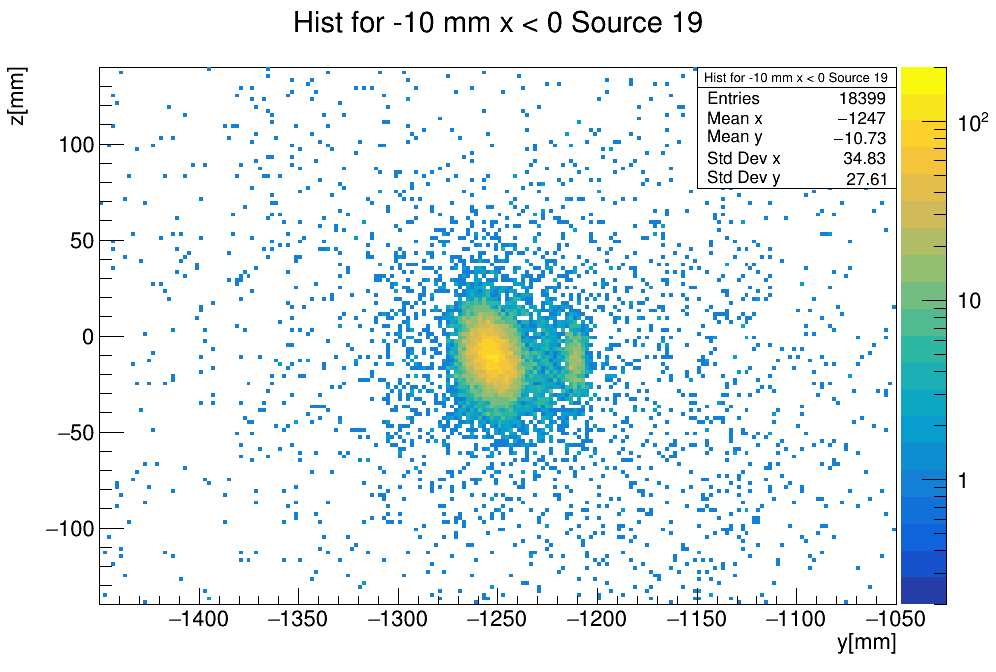 Hist for -10 mm x < 0 Source 19
z[mm]
Hist for -10 mm x < 0 Source 19
Entries 18399
Mean x −1247
Mean y −10.73
Std Dev x 34.83
Std Dev y 27.61
100
50
0
−50
−100
10²
10
1
−1400 −1350 −1300 −1250 −1200 −1150 −1100 −1050
y[mm]